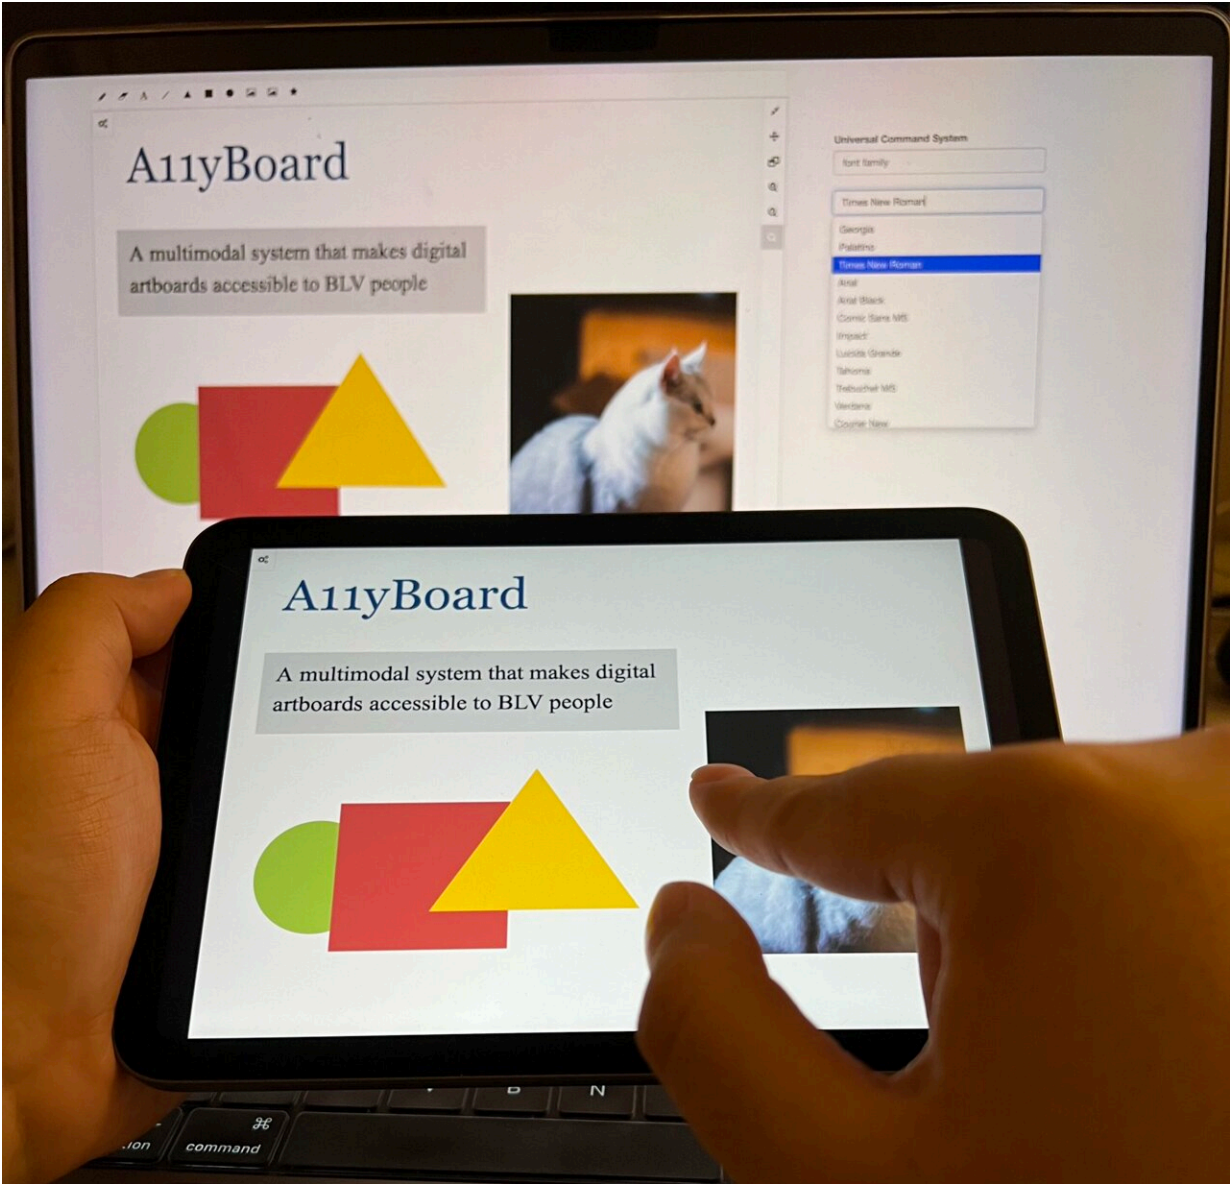 A11yBoard
A multimodal system that makes digital
artboards accessible to BLV people
Universal Command System
font family
Times New Roman
Georgia
Palatino
Times New Roman
Arial
Arial Black
Comic Sans MS
Impact
Lucida Grande
Tahoma
Trebuchet MS
Verdana
Courier New
A11yBoard
A multimodal system that makes digital
artboards accessible to BLV people
B N
⌘
command